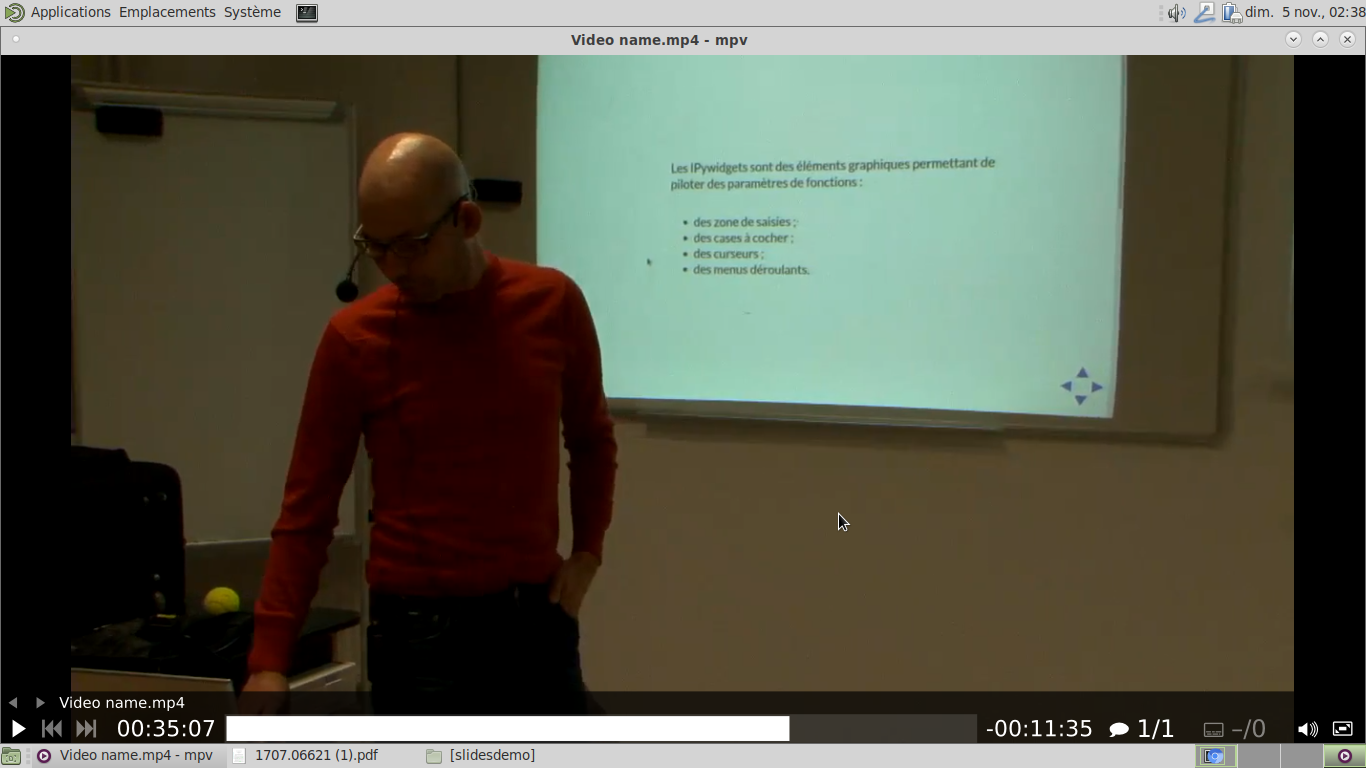 Applications Emplacements Système dim. 5 nov., 02:38
Video name.mp4 - mpv
Les IPywidgets sont des éléments graphiques permettant de
piloter des paramètres de fonctions :
• des zone de saisies ;
• des cases à cocher ;
• des curseurs ;
• des menus déroulants.
Video name.mp4
00:35:07 -00:11:35 1/1 –/0
Video name.mp4 - mpv 1707.06621 (1).pdf [slidesdemo]